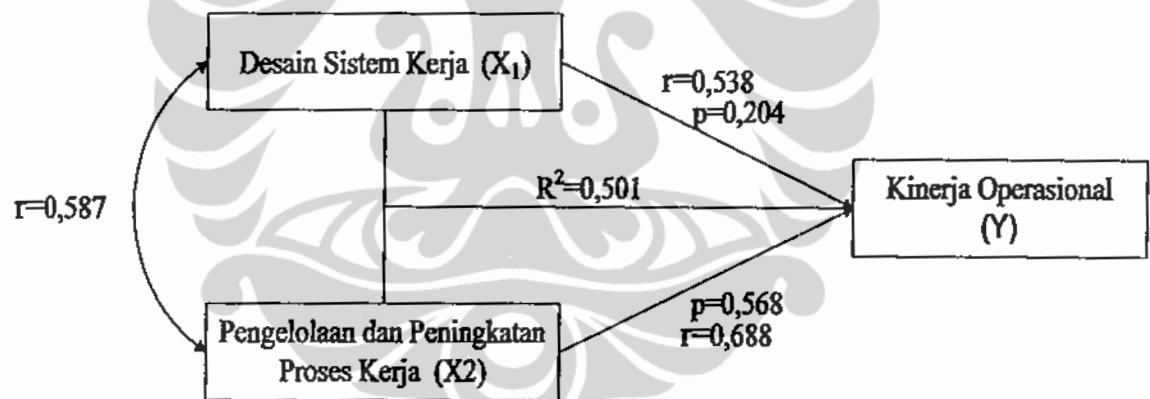 Desain Sistem Kerja (X₁)
r=0,538
p=0,204
r=0,587
R²=0,501
Kinerja Operasional
(Y)
p=0,568
r=0,688
Pengelolaan dan Peningkatan
Proses Kerja (X2)